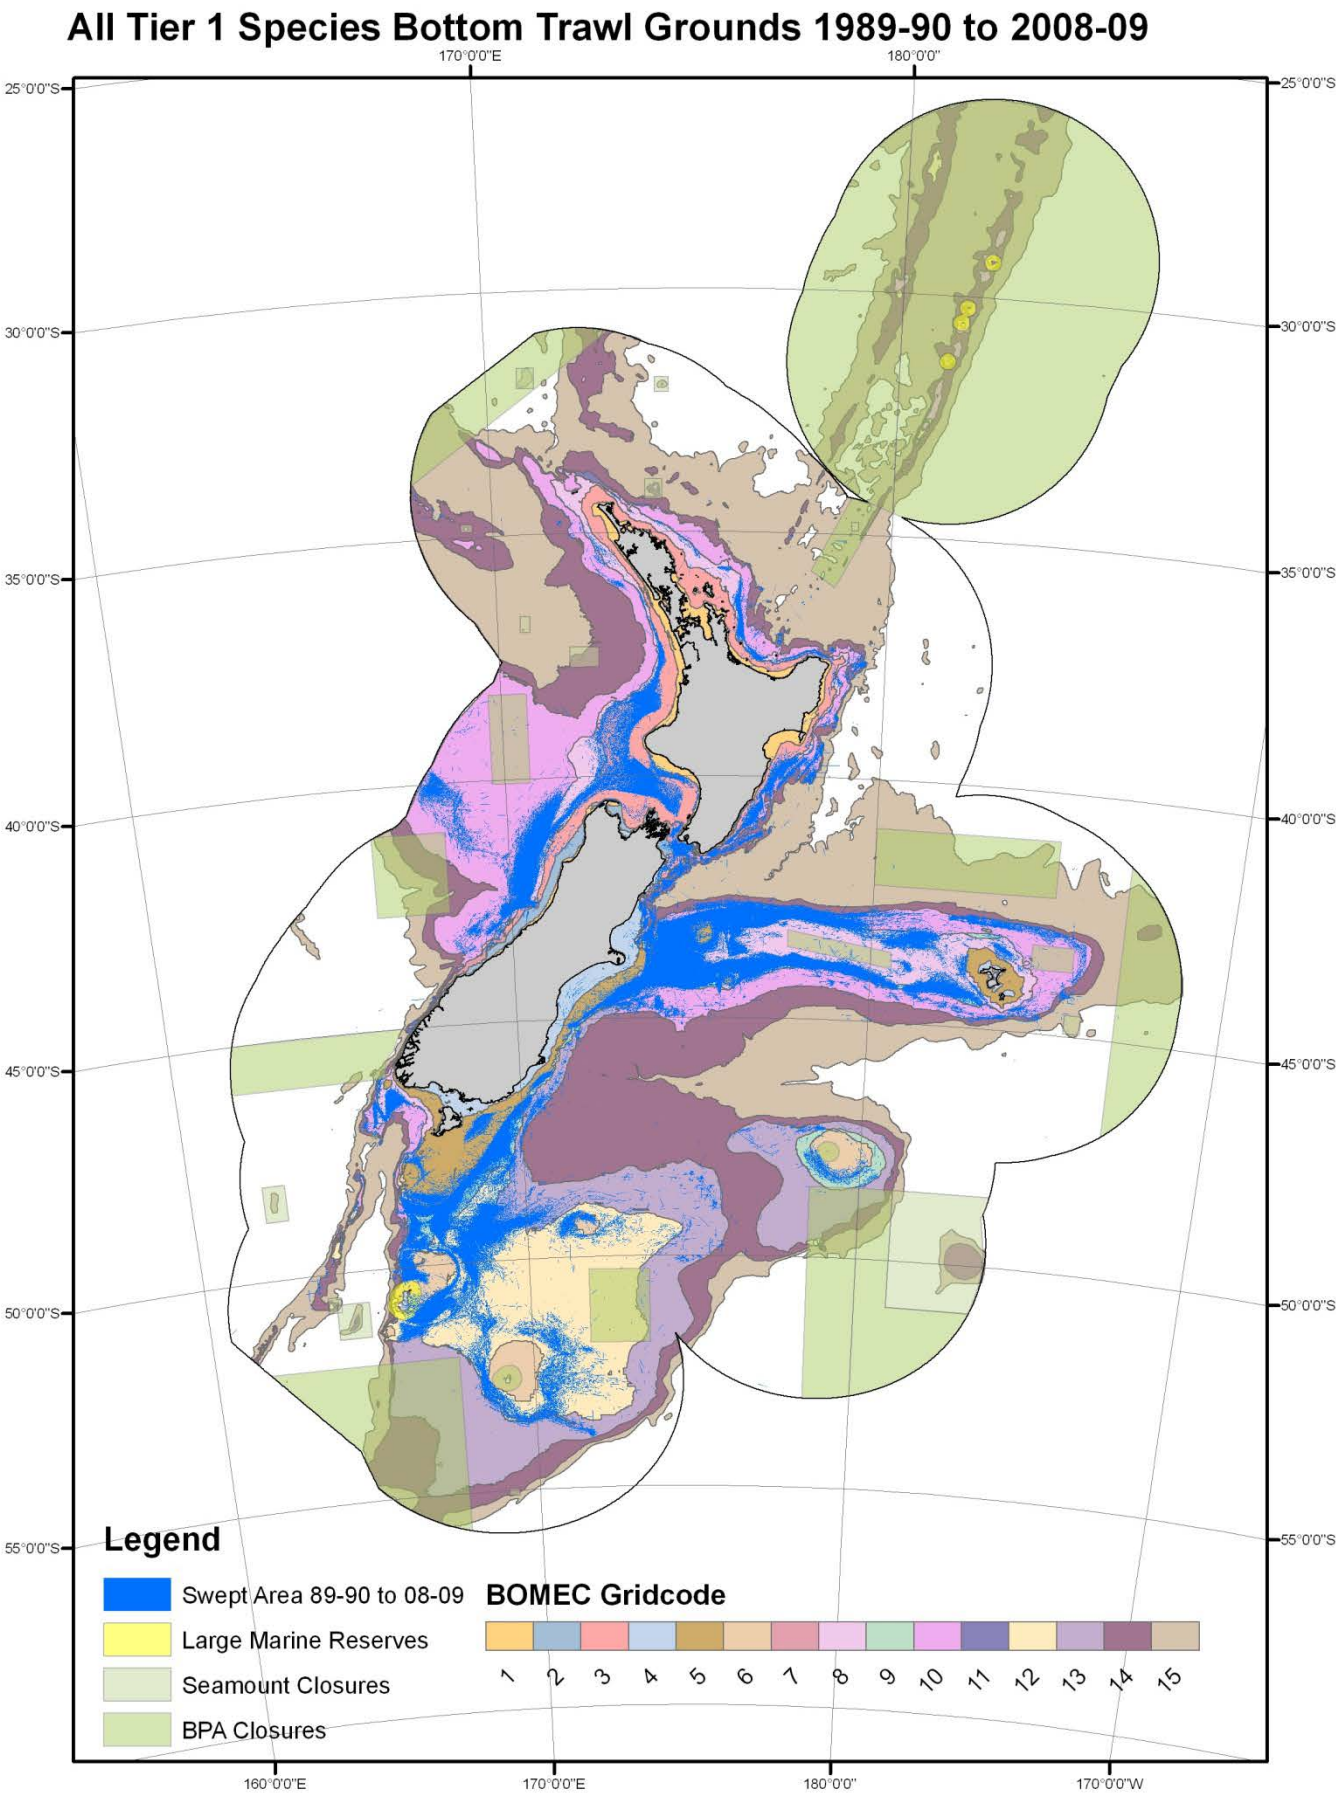 All Tier 1 Species Bottom Trawl Grounds 1989-90 to 2008-09
170°0'0"E 180°0'0"
25°0'0"S 25°0'0"S
30°0'0"S 30°0'0"S
35°0'0"S 35°0'0"S
40°0'0"S 40°0'0"S
45°0'0"S 45°0'0"S
50°0'0"S 50°0'0"S
55°0'0"S 55°0'0"S
Legend
Swept Area 89-90 to 08-09
Large Marine Reserves
Seamount Closures
BPA Closures
BOMEC Gridcode
1 2 3 4 5 6 7 8 9 10 11 12 13 14 15
160°0'0"E 170°0'0"E 180°0'0" 170°0'0"W